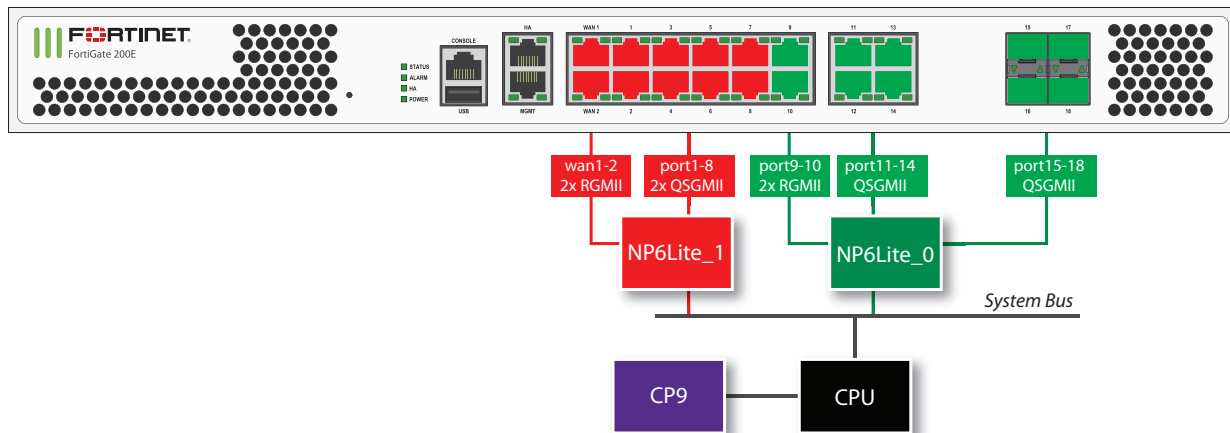 FORTINET
FortiGate 200E
STATUS
ALARM
HA
POWER
CONSOLE
USB
HA
MGMT
WAN 1 1 3 5 7 9
WAN 2 2 4 6 8 10
11 13
12 14
15 17
16 18
wan1-2
2x RGMII
port1-8
2x QSGMII
port9-10
2x RGMII
port11-14
QSGMII
port15-18
QSGMII
NP6Lite_1
NP6Lite_0
System Bus
CP9
CPU